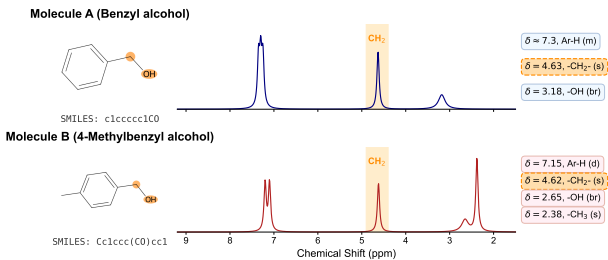 Molecule A (Benzyl alcohol)
OH
SMILES: c1ccccc1CO
CH₂
δ ≈ 7.3, Ar-H (m)
δ = 4.63, -CH₂- (s)
δ = 3.18, -OH (br)
Molecule B (4-Methylbenzyl alcohol)
OH
SMILES: Cc1ccc(CO)cc1
CH₂
δ = 7.15, Ar-H (d)
δ = 4.62, -CH₂- (s)
δ = 2.65, -OH (br)
δ = 2.38, -CH₃ (s)
9 8 7 6 5 4 3 2
Chemical Shift (ppm)